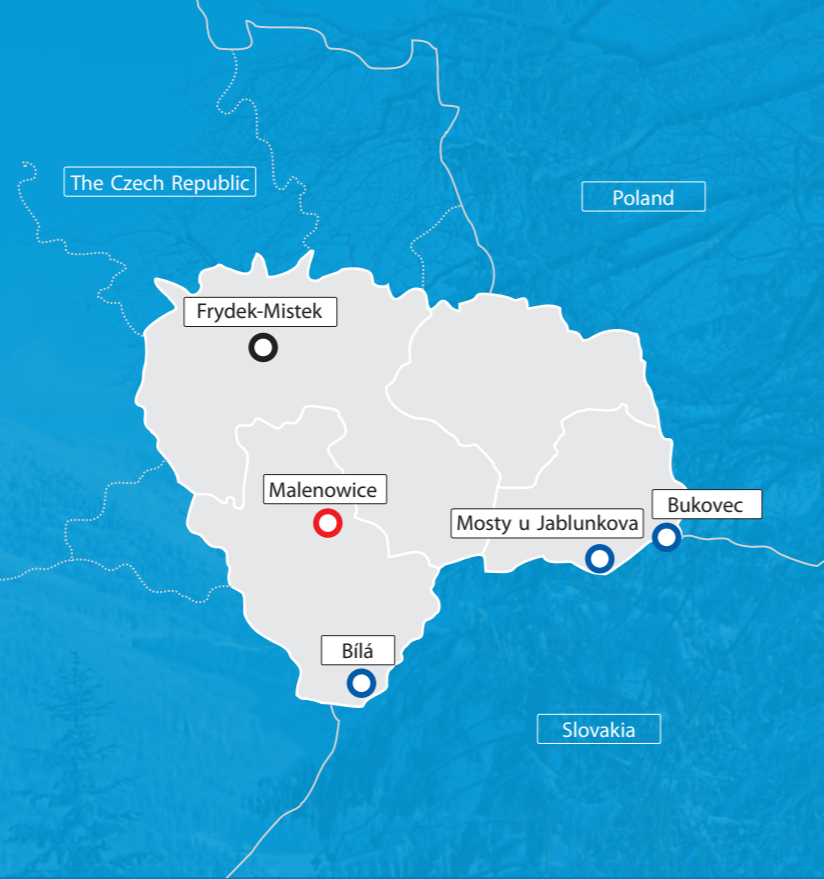 The Czech Republic
Poland
Frydek-Mistek
Malenowice
Bukovec
Mosty u Jablunkova
Bílá
Slovakia